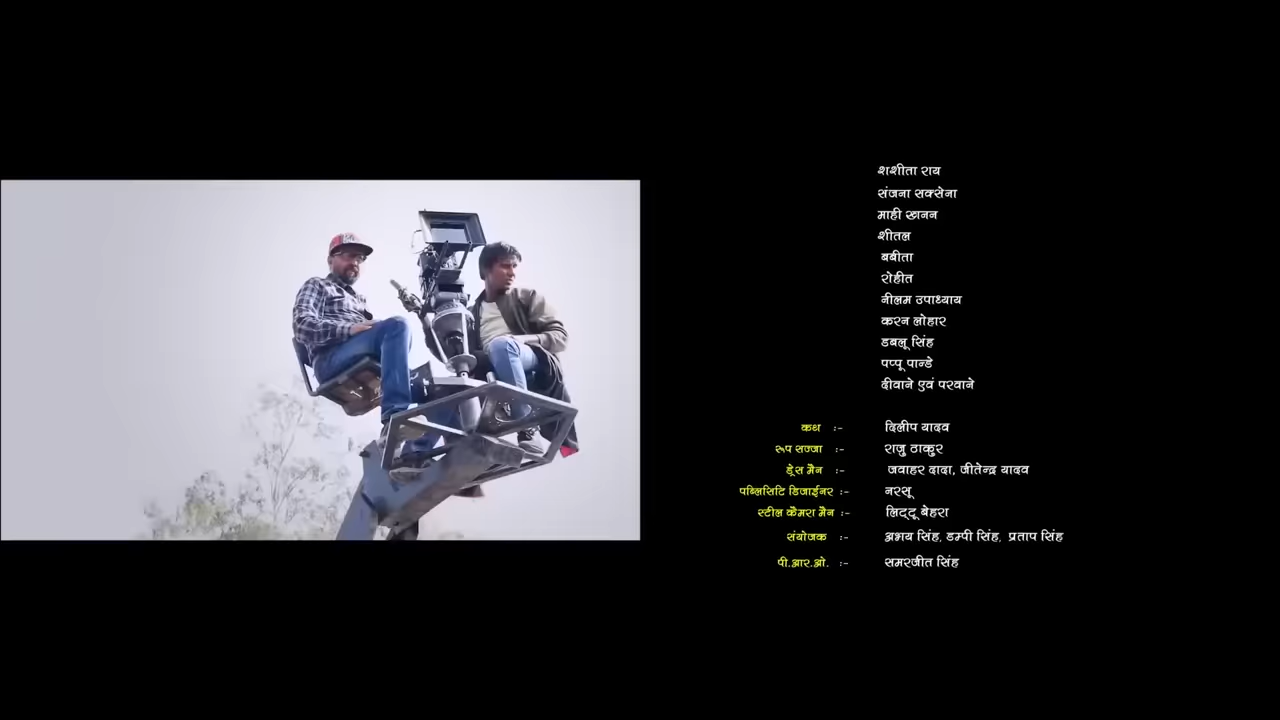 शशीता राय
संजना सक्सेना
माही खानन
शीतल
बबीता
रोहीत
नीलम उपाध्याय
करन लोहार
डबलू सिंह
पप्पू पान्डे
दीवाने एवं परवाने
कथ :- दिलीप यादव
रूप सज्जा :- राजु ठाकुर
ड्रेस मैन :- जवाहर दादा, जीतेन्द्र यादव
पब्लिसिटि डिजाईनर :- नरसू
स्टील कैमरा मैन :- लिट्टू बेहरा
संयोजक :- अभय सिंह, डम्पी सिंह, प्रताप सिंह
पी.आर.ओ. :- समरजीत सिंह